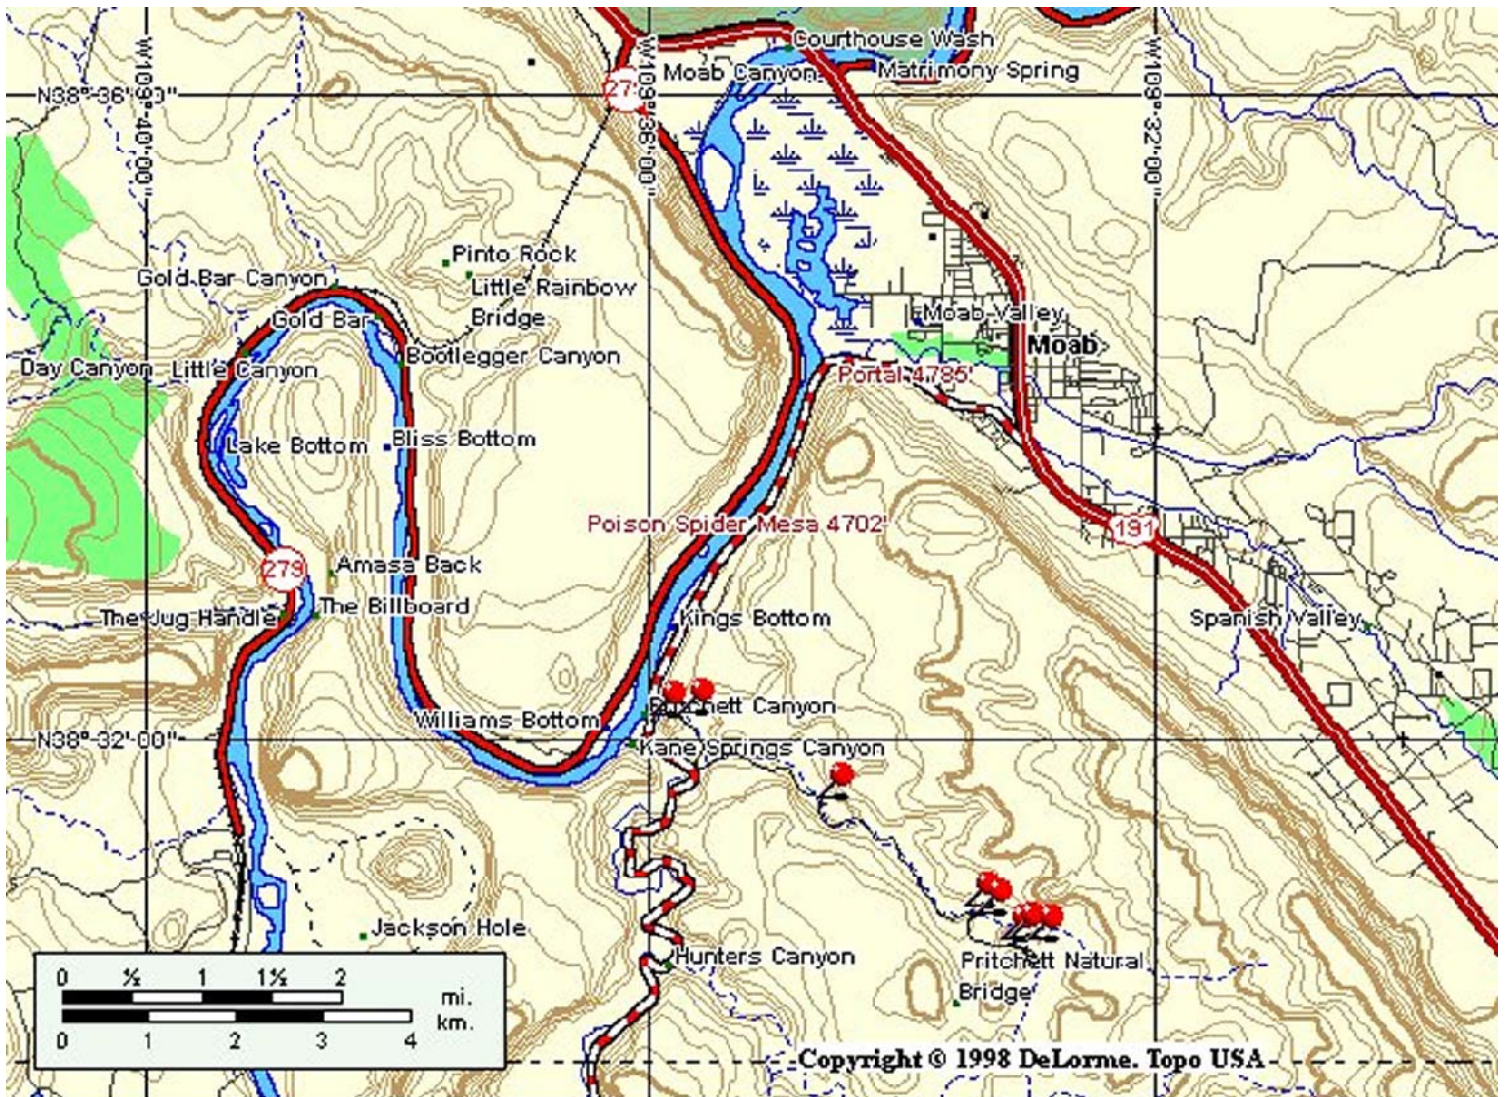 Courthouse Wash
Moab Canyon
Matrimony Spring
N38°36'00"
W109°40'00"
W109°36'00"
W109°32'00"
Pinto Rock
Gold Bar Canyon
Little Rainbow
Bridge
Gold Bar
Moab Valley
Moab
Bootlegger Canyon
Day Canyon
Little Canyon
Portal 4785'
Lake Bottom
Bliss Bottom
Poison Spider Mesa 4702'
191
279
Amasa Back
The Billboard
The Jug Handle
Kings Bottom
Spanish Valley
Pritchett Canyon
Williams Bottom
N38°32'00"
Kane Springs Canyon
Jackson Hole
Hunters Canyon
Pritchett Natural
Bridge
0 ½ 1 1½ 2
mi.
km.
0 1 2 3 4
Copyright © 1998 DeLorme. Topo USA